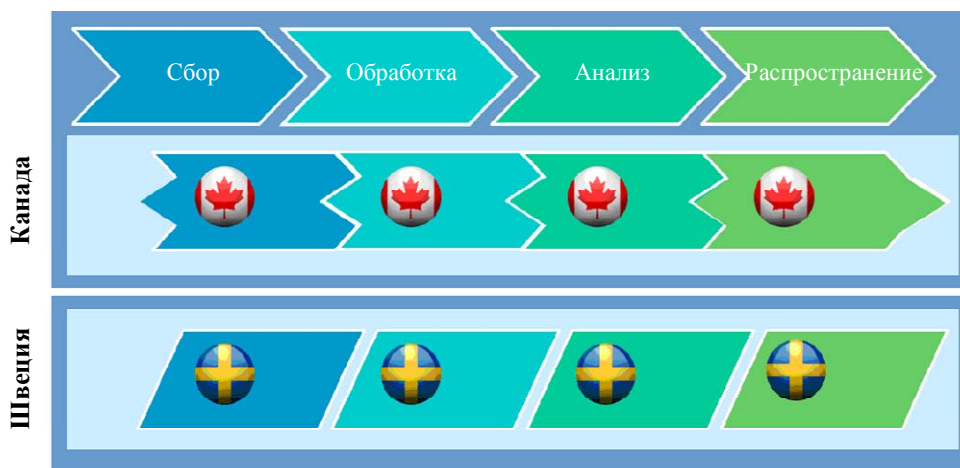 Сбор
Обработка
Анализ
Распространение
Канада
Швеция